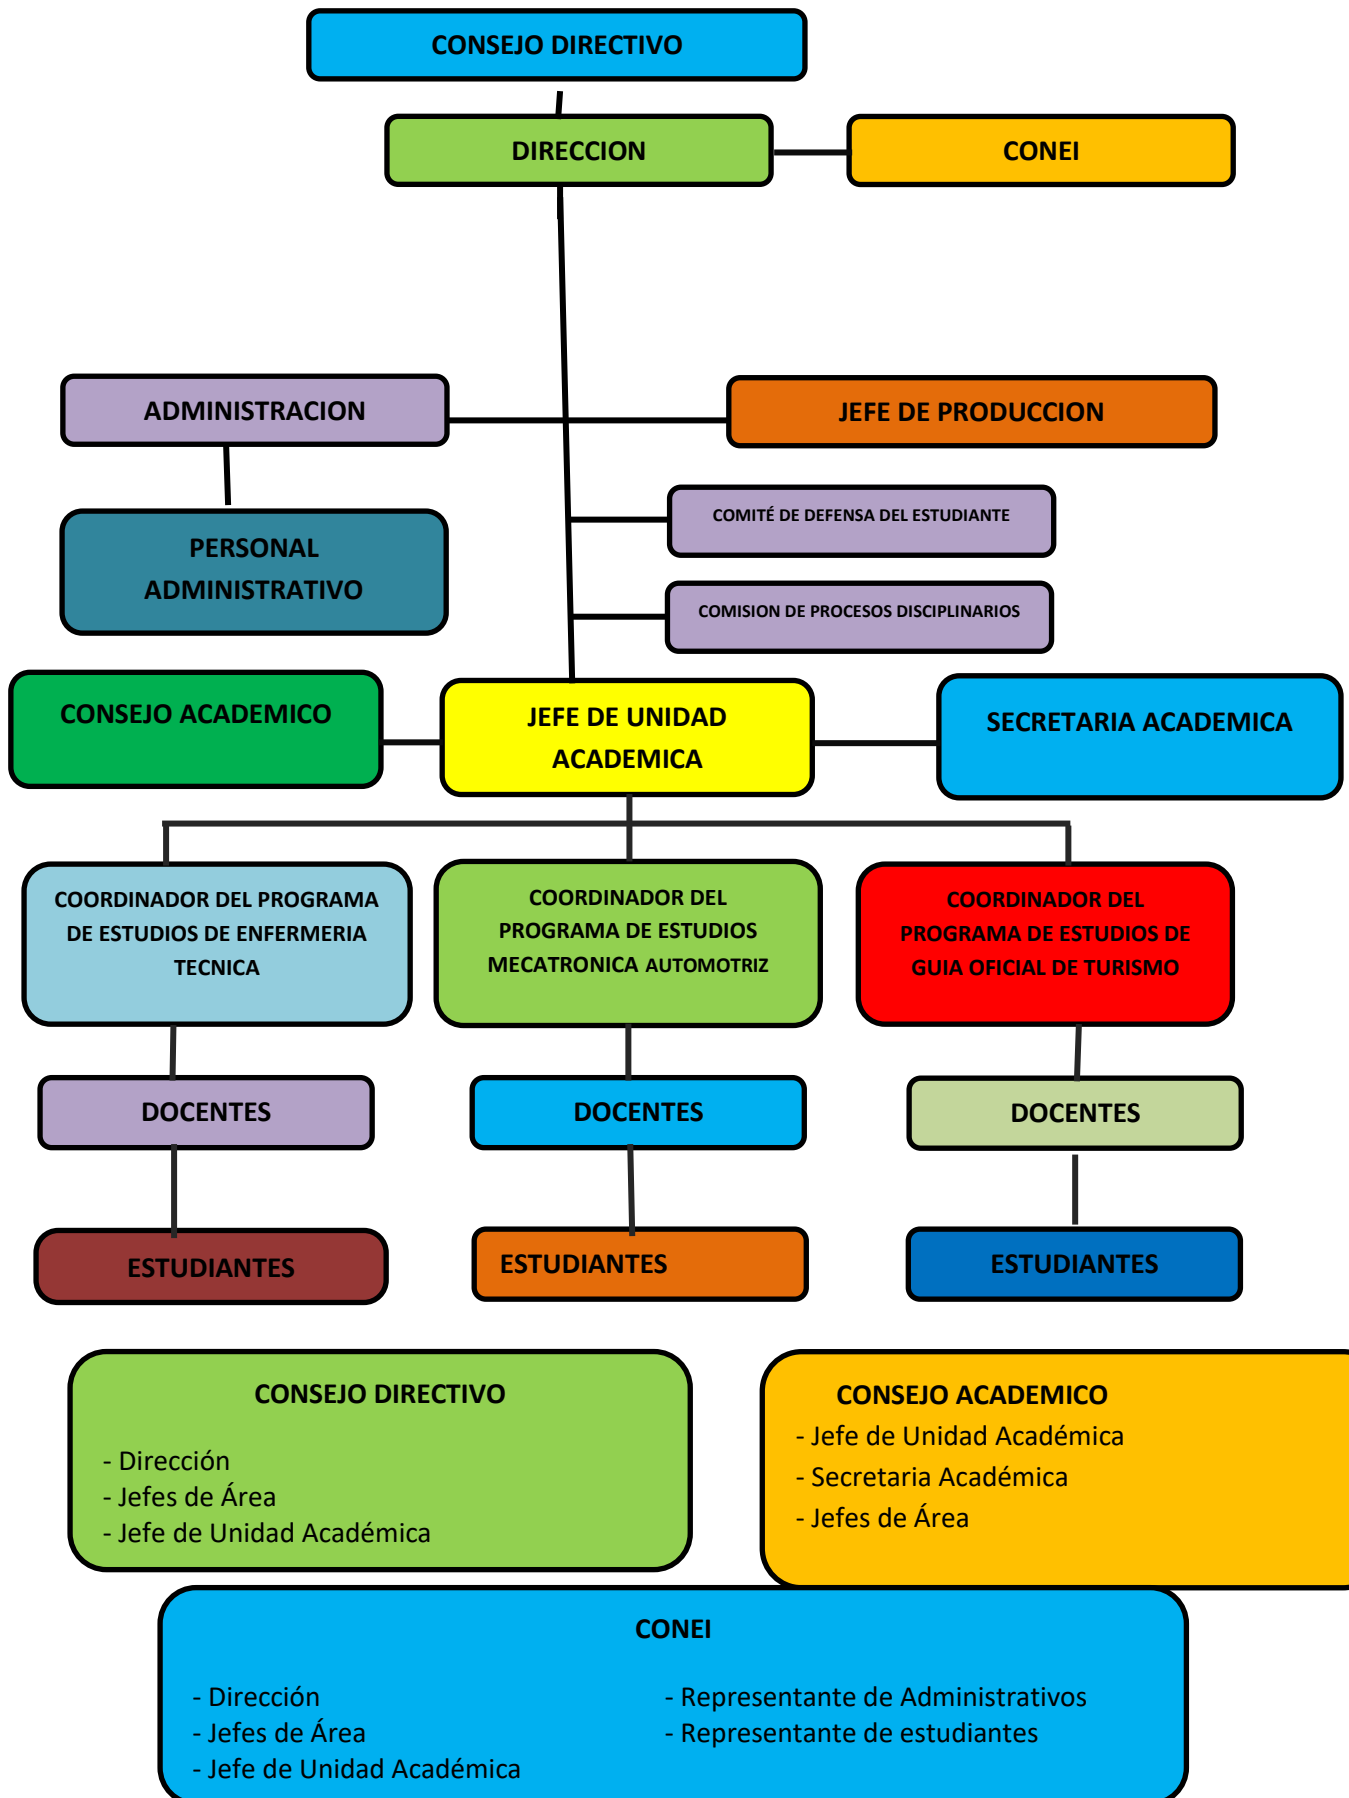 CONSEJO DIRECTIVO
DIRECCION
CONEI
ADMINISTRACION
JEFE DE PRODUCCION
COMITÉ DE DEFENSA DEL ESTUDIANTE
PERSONAL
ADMINISTRATIVO
COMISION DE PROCESOS DISCIPLINARIOS
CONSEJO ACADEMICO
JEFE DE UNIDAD
ACADEMICA
SECRETARIA ACADEMICA
COORDINADOR DEL PROGRAMA
DE ESTUDIOS DE ENFERMERIA
TECNICA
COORDINADOR DEL
PROGRAMA DE ESTUDIOS
MECATRONICA AUTOMOTRIZ
COORDINADOR DEL
PROGRAMA DE ESTUDIOS DE
GUIA OFICIAL DE TURISMO
DOCENTES
DOCENTES
DOCENTES
ESTUDIANTES
ESTUDIANTES
ESTUDIANTES
CONSEJO DIRECTIVO
- Dirección
- Jefes de Área
- Jefe de Unidad Académica
CONSEJO ACADEMICO
- Jefe de Unidad Académica
- Secretaria Académica
- Jefes de Área
CONEI
- Dirección
- Jefes de Área
- Jefe de Unidad Académica
- Representante de Administrativos
- Representante de estudiantes